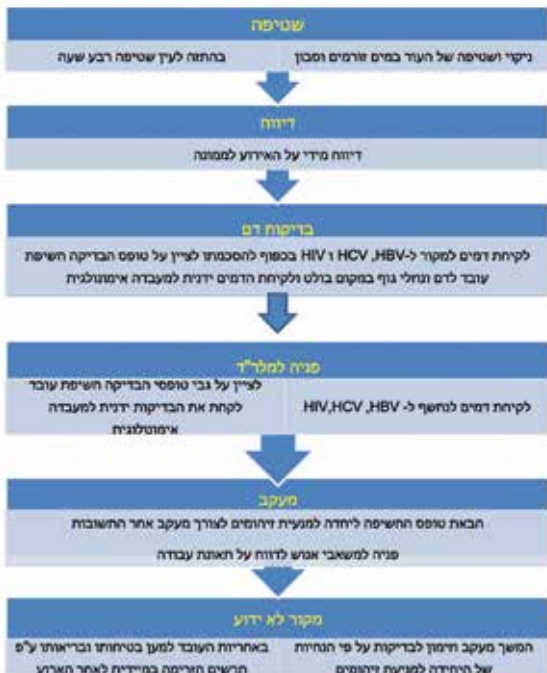 שטיפה
ניקוי ושטיפה של העור במים זורמים וסבון
בהתזה לעין שטיפה רבע שעה
דיווח
דיווח מידי על האירוע לממונה
בדיקות דם
לקיחת דמים למקור ל-HCV ,HBV ו HIV בכפוף להסכמתו לציין על טופס הבדיקה חשיפת
עובד לדם ונוזלי גוף במקום בולט ולקיחת הדמים ידנית למעבדה אימונולוגית
פניה למלר"ד
לקיחת דמים לנחשף ל- HIV,HCV ,HBV
לציין על גבי טופסי הבדיקה חשיפת עובד
לקחת את הבדיקות ידנית למעבדה
אימונולוגית
מעקב
הבאת טופס החשיפה ליחדה למנעית זיהומים לצורך מעקב אחר התשובות
פניה למשאבי אנוש לדווח על תאונת עבודה
מקור לא ידוע
המשך מעקב וזימון לבדיקות על פי הנחיות
של היחידה למניעת זיהומים
באחריות העובד למען בטיחותו ובריאותו ע"פ